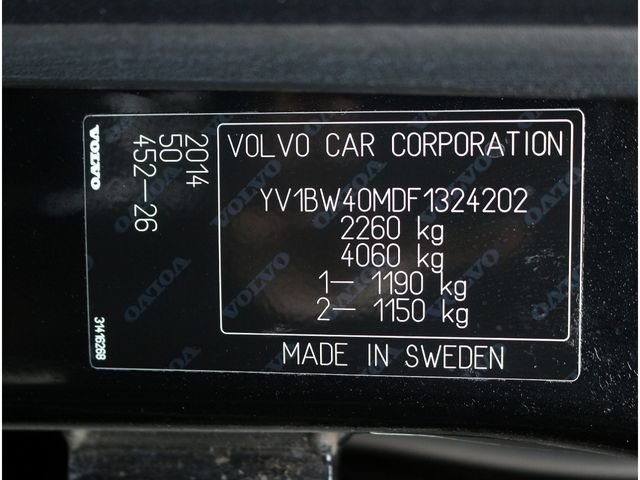 VOLVO
31416268
2014
50
452-26
VOLVO CAR CORPORATION
YV1BW40MDF1324202
2260 kg
4060 kg
1- 1190 kg
2- 1150 kg
MADE IN SWEDEN